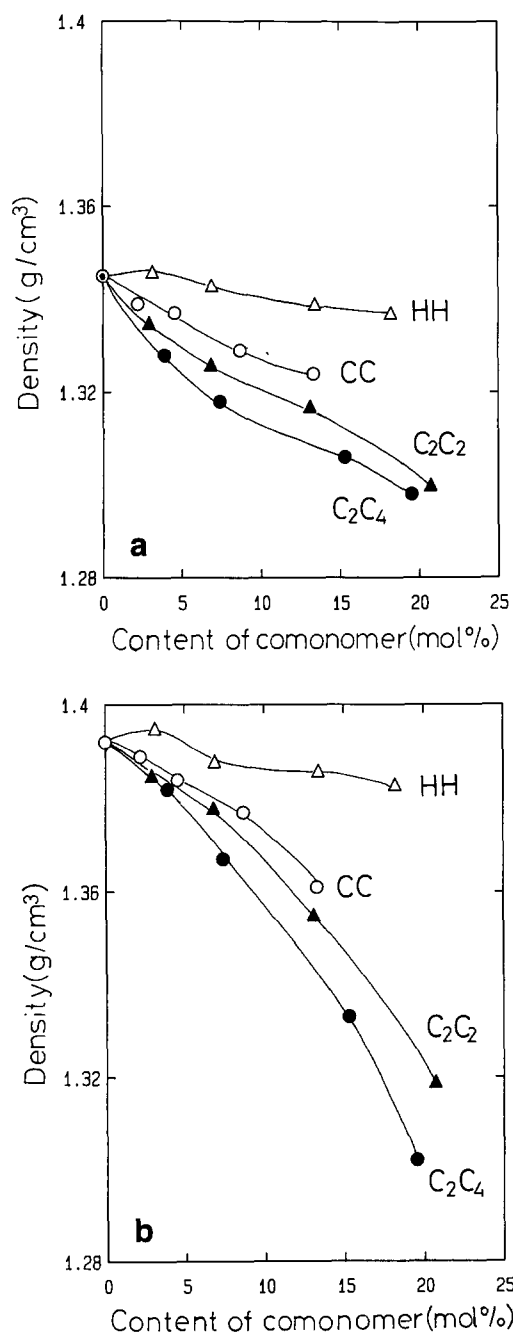 1.4
1.36
1.32
1.28
Density(g/cm³)
HH
CC
C₂C₂
C₂C₄
a
0 5 10 15 20 25
Content of comonomer(mol%)
1.4
1.36
1.32
1.28
Density(g/cm³)
HH
CC
C₂C₂
C₂C₄
b
0 5 10 15 20 25
Content of comonomer(mol%)